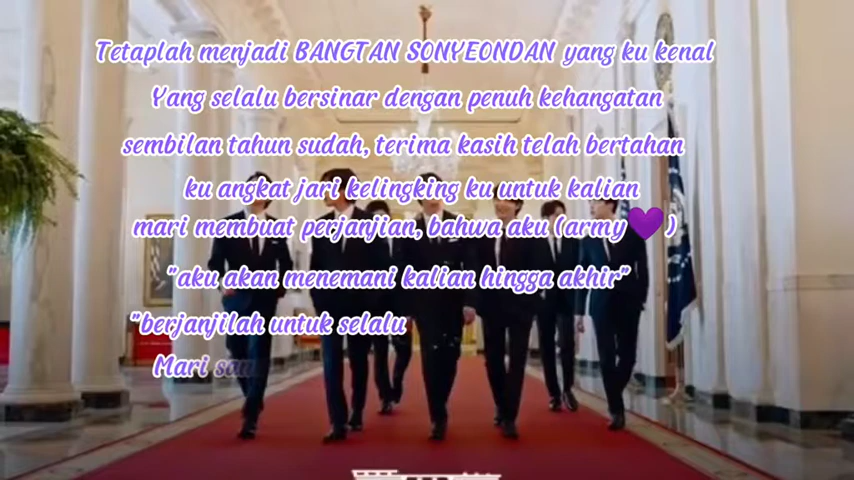 Tetaplah menjadi BANGTAN SONYEONDAN yang ku kenal
Yang selalu bersinar dengan penuh kehangatan
sembilan tahun sudah, terima kasih telah bertahan
ku angkat jari kelingking ku untuk kalian
mari membuat perjanjian, bahwa aku (army💜)
"aku akan menemani kalian hingga akhir"
"berjanjilah untuk selalu
Mari